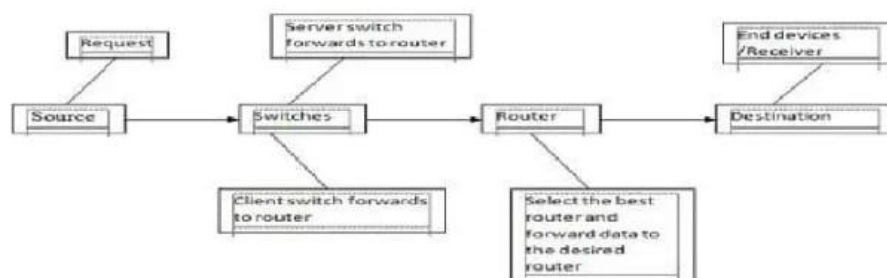 Request
Server switch
forwards to router
End devices
/Receiver
Source
Switches
Router
Destination
Client switch forwards
to router
Select the best
router and
forward data to
the desired
router